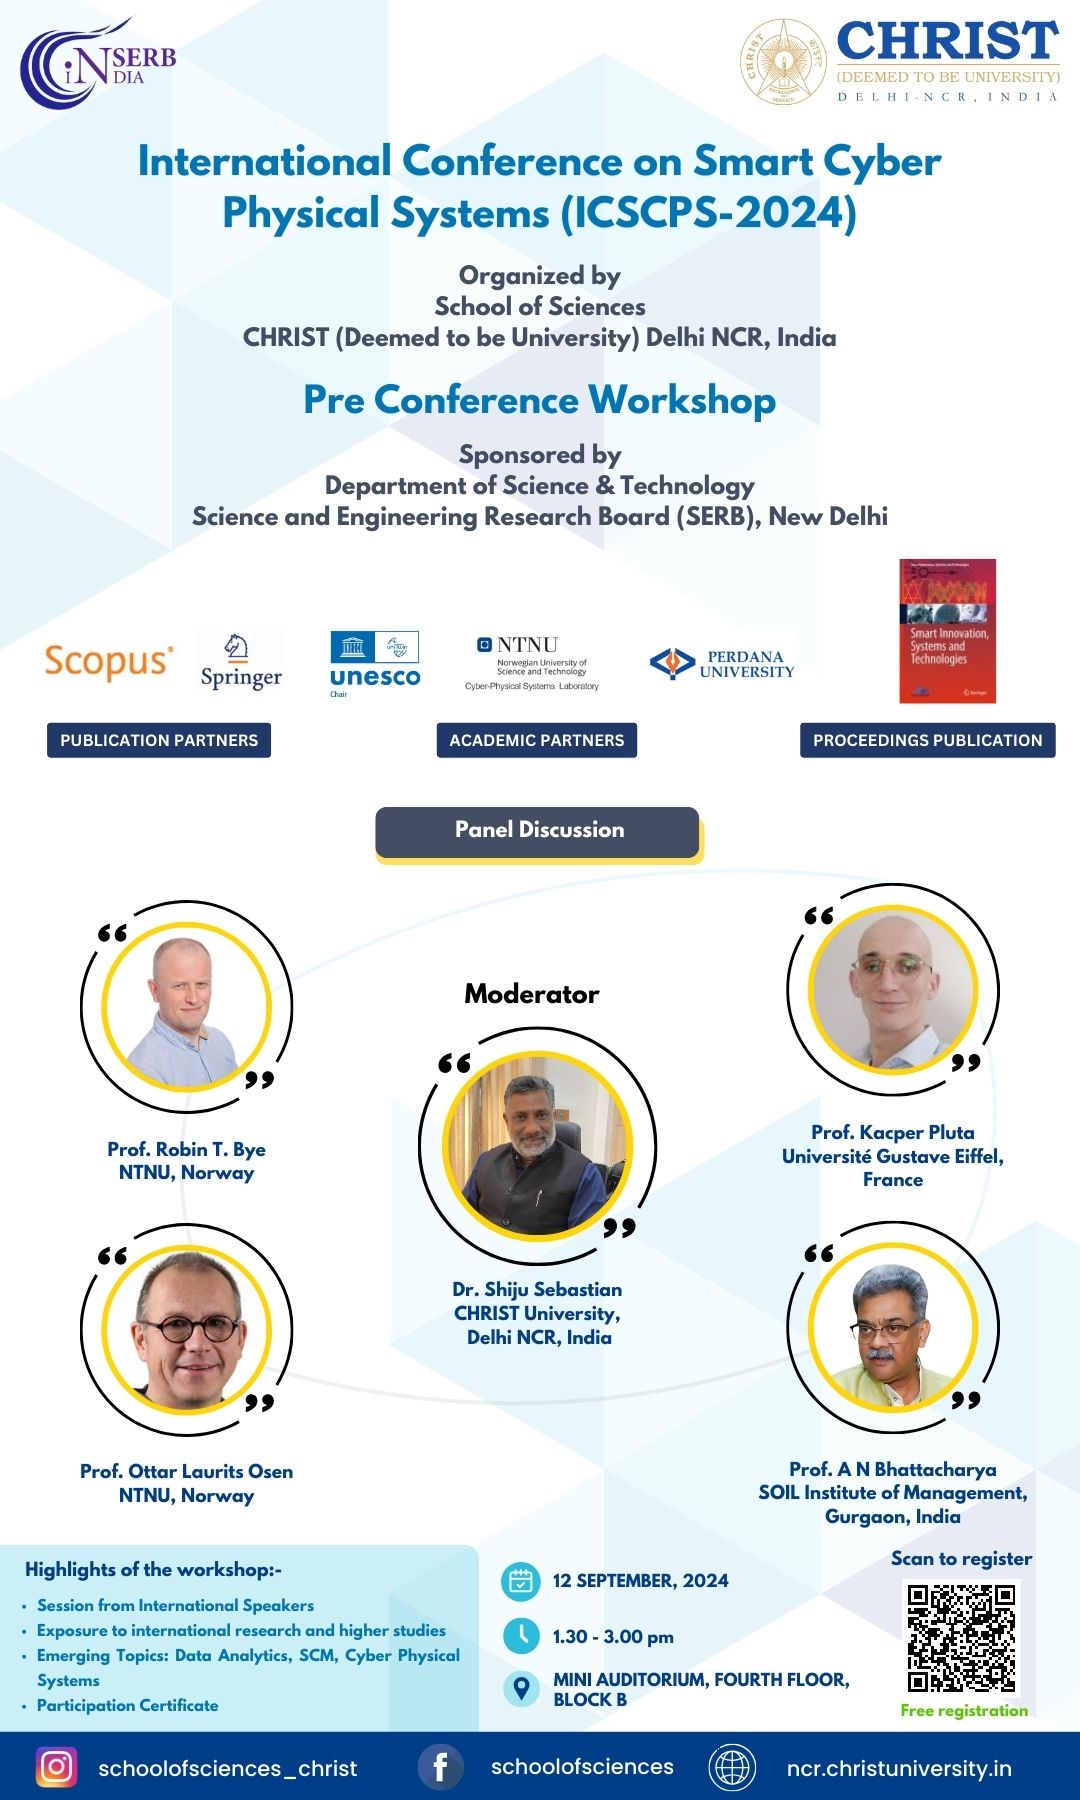 iNSERB
iNDIA
CHRIST
(DEEMED TO BE UNIVERSITY)
DELHI-NCR, INDIA
International Conference on Smart Cyber
Physical Systems (ICSCPS-2024)
Organized by
School of Sciences
CHRIST (Deemed to be University) Delhi NCR, India
Pre Conference Workshop
Sponsored by
Department of Science & Technology
Science and Engineering Research Board (SERB), New Delhi
Scopus®
Springer
unesco
Chair
NTNU
Norwegian University of
Science and Technology
Cyber-Physical Systems Laboratory
PERDANA
UNIVERSITY
Smart Innovation,
Systems and
Technologies
Springer
PUBLICATION PARTNERS
ACADEMIC PARTNERS
PROCEEDINGS PUBLICATION
Panel Discussion
Moderator
Prof. Robin T. Bye
NTNU, Norway
Prof. Kacper Pluta
Université Gustave Eiffel,
France
Dr. Shiju Sebastian
CHRIST University,
Delhi NCR, India
Prof. Ottar Laurits Osen
NTNU, Norway
Prof. A N Bhattacharya
SOIL Institute of Management,
Gurgaon, India
Highlights of the workshop:-
• Session from International Speakers
• Exposure to international research and higher studies
• Emerging Topics: Data Analytics, SCM, Cyber Physical
Systems
• Participation Certificate
12 SEPTEMBER, 2024
1.30 - 3.00 pm
MINI AUDITORIUM, FOURTH FLOOR,
BLOCK B
Scan to register
Free registration
schoolofsciences_christ
schoolofsciences
ncr.christuniversity.in